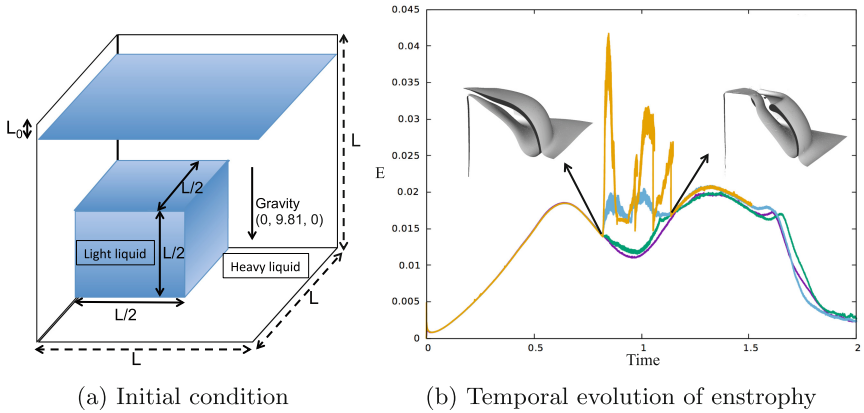 L₀
L
L/2
Gravity
(0, 9.81, 0)
L/2
Light liquid
Heavy liquid
L/2
L
L
(a) Initial condition
0.045
0.04
0.035
0.03
0.025
E
0.02
0.015
0.01
0.005
0
0 0.5 1 1.5 2
Time
(b) Temporal evolution of enstrophy